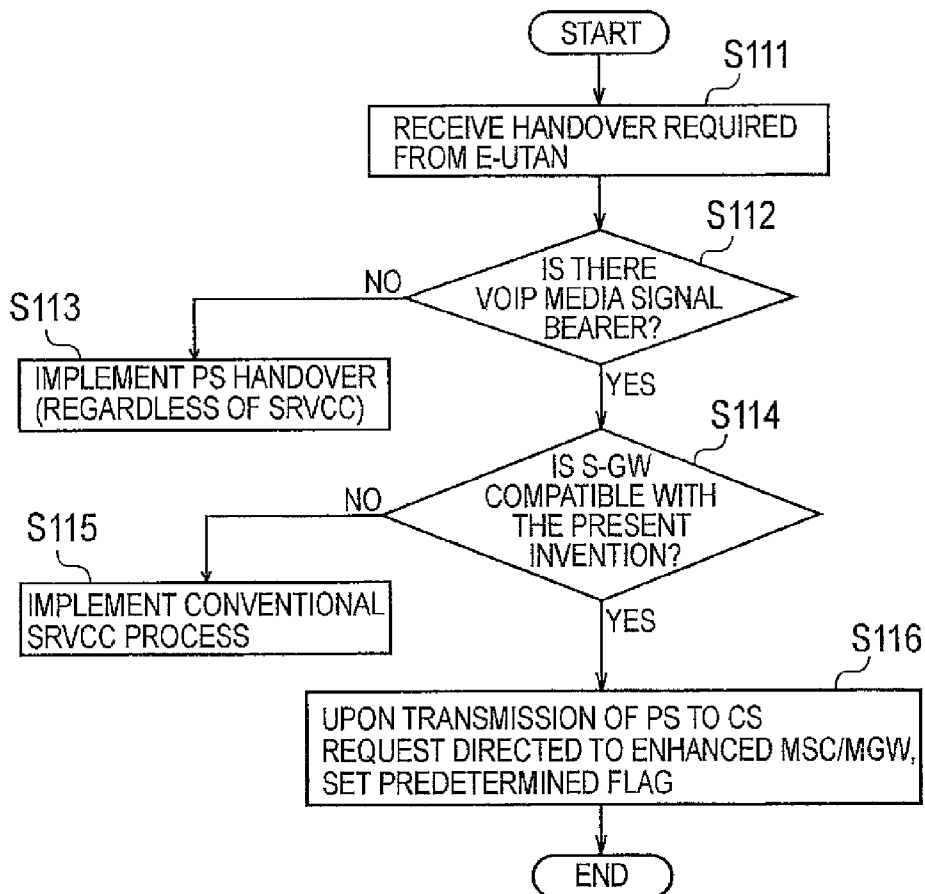 START
S111
RECEIVE HANDOVER REQUIRED
FROM E-UTAN
S112
IS THERE
VOIP MEDIA SIGNAL
BEARER?
NO
YES
S113
IMPLEMENT PS HANDOVER
(REGARDLESS OF SRVCC)
S114
IS S-GW
COMPATIBLE WITH
THE PRESENT
INVENTION?
NO
YES
S115
IMPLEMENT CONVENTIONAL
SRVCC PROCESS
S116
UPON TRANSMISSION OF PS TO CS
REQUEST DIRECTED TO ENHANCED MSC/MGW,
SET PREDETERMINED FLAG
END